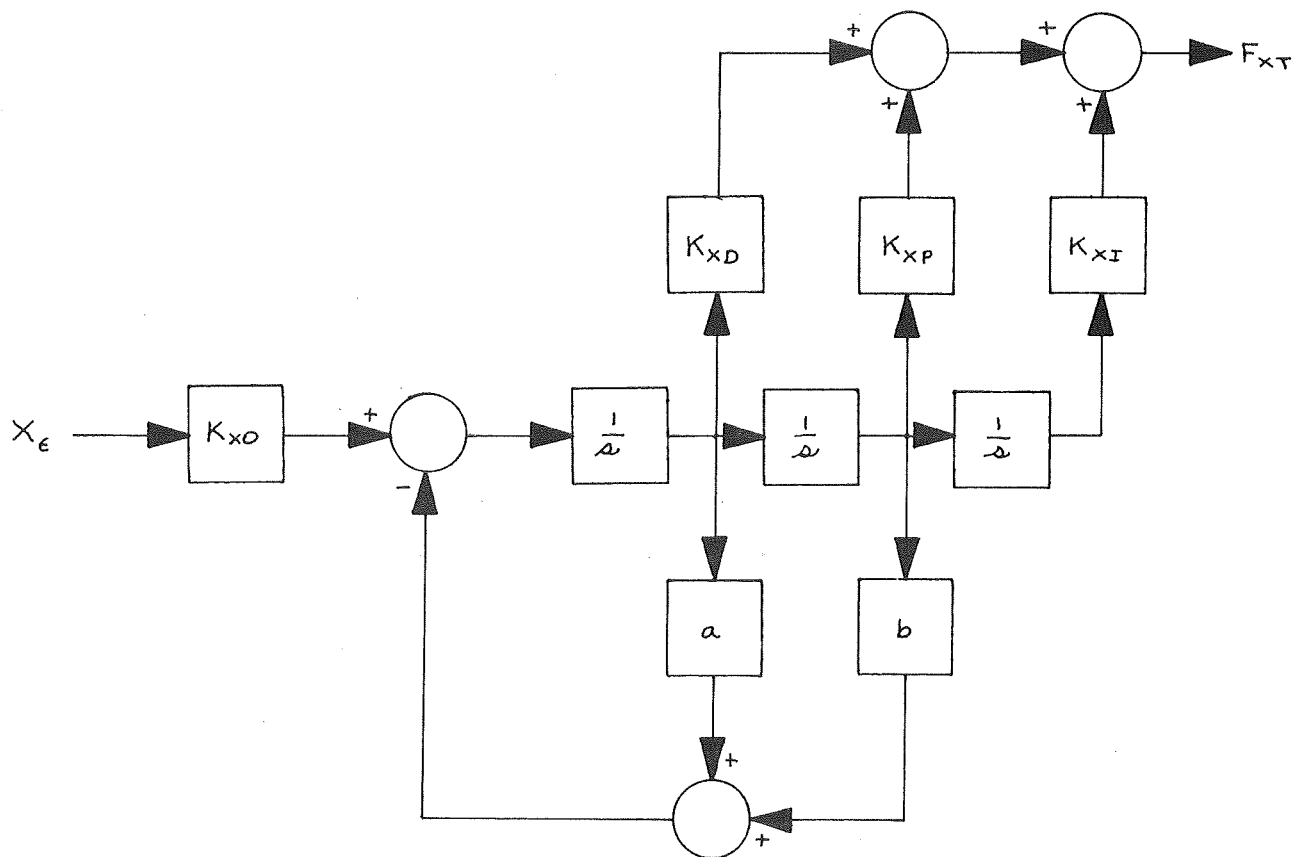 + + F_XT
+ +
K_XD K_XP K_XI
X_ε K_XO + 1/s 1/s 1/s
-
a b
+
+